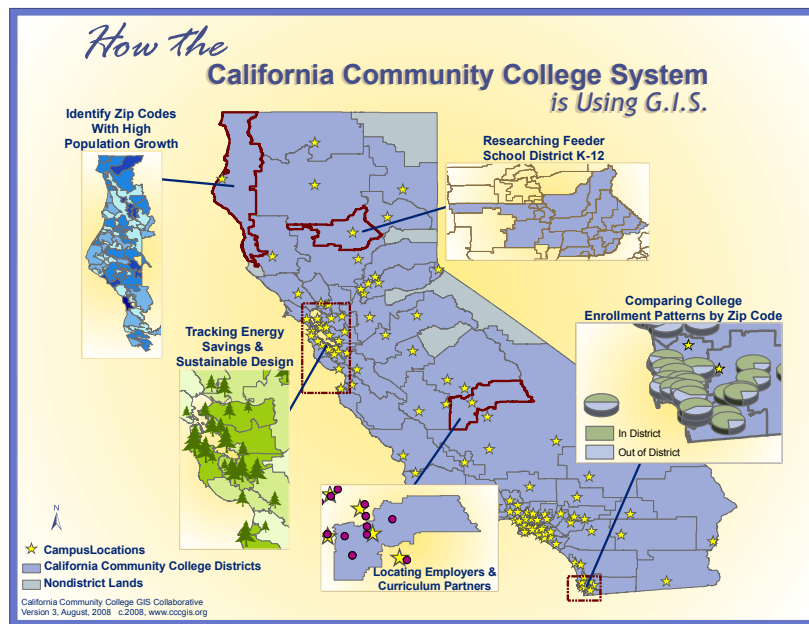 How the
California Community College System
is Using G.I.S.
Identify Zip Codes
With High
Population Growth
Researching Feeder
School District K-12
Comparing College
Enrollment Patterns by Zip Code
In District
Out of District
Tracking Energy
Savings &
Sustainable Design
Locating Employers &
Curriculum Partners
N
CampusLocations
California Community College Districts
Nondistrict Lands
California Community College GIS Collaborative
Version 3, August, 2008 c.2008, www.cccgis.org